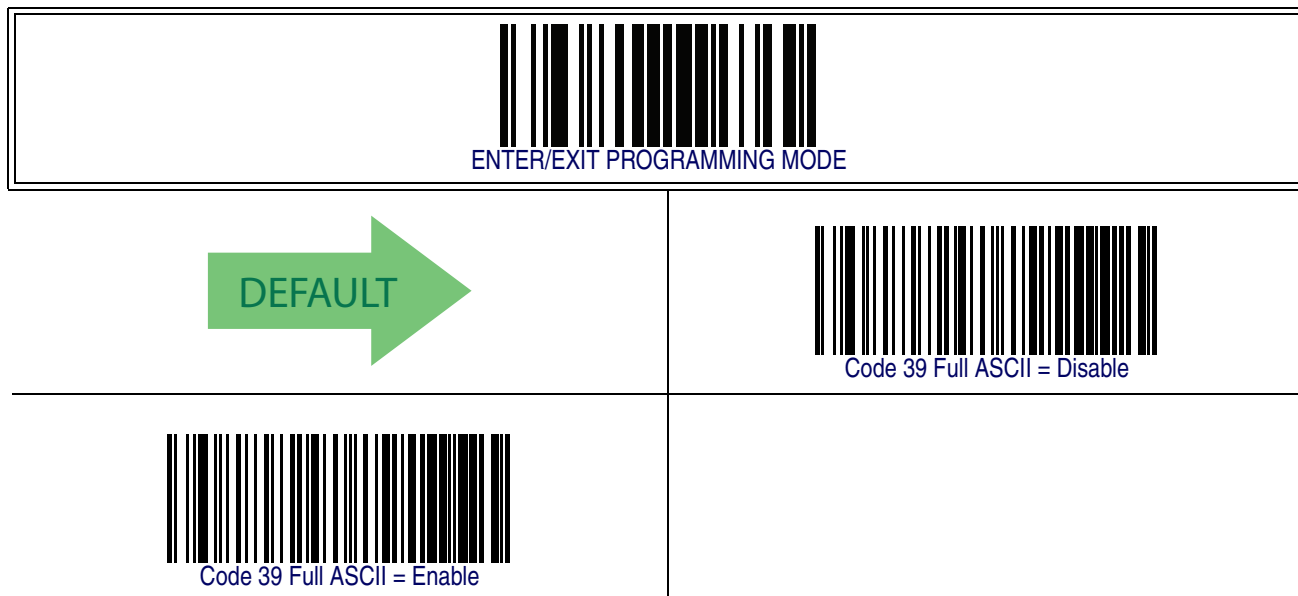 ENTER/EXIT PROGRAMMING MODE
DEFAULT
Code 39 Full ASCII = Disable
Code 39 Full ASCII = Enable